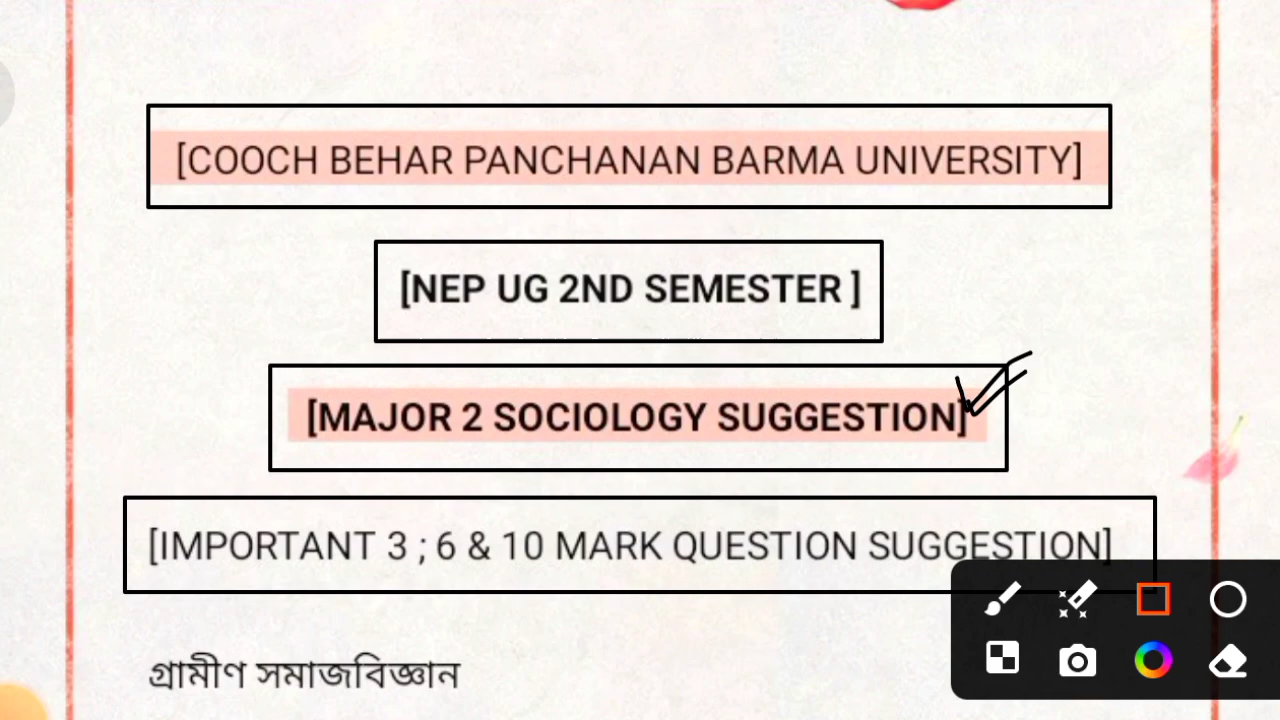 [COOCH BEHAR PANCHANAN BARMA UNIVERSITY]
[NEP UG 2ND SEMESTER ]
[MAJOR 2 SOCIOLOGY SUGGESTION]
[IMPORTANT 3 ; 6 & 10 MARK QUESTION SUGGESTION]
গ্রামীণ সমাজবিজ্ঞান